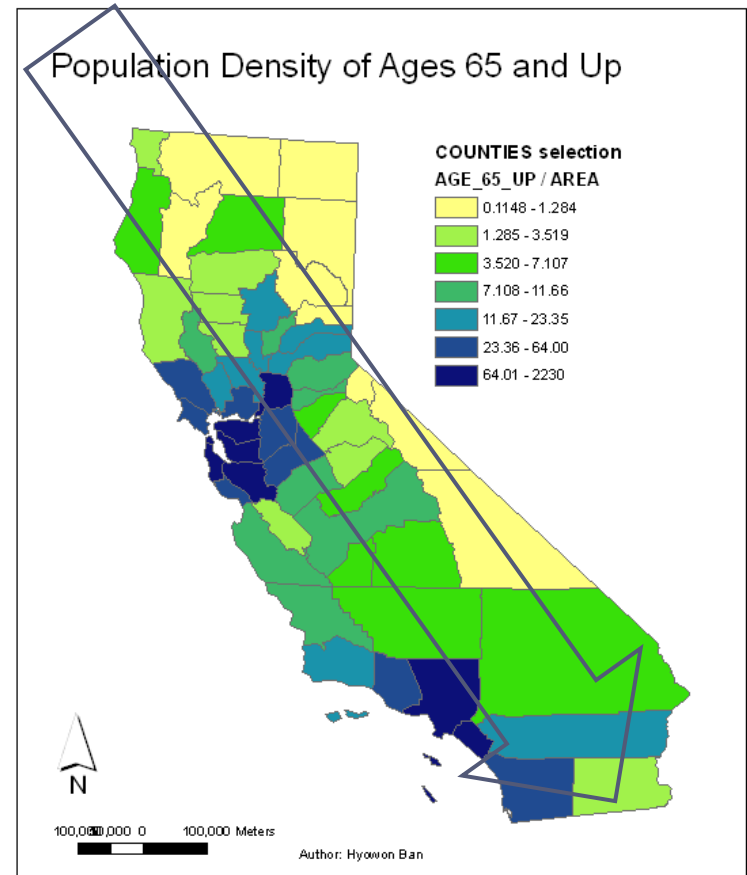 Population Density of Ages 65 and Up
COUNTIES selection
AGE_65_UP / AREA
0.1148 - 1.284
1.285 - 3.519
3.520 - 7.107
7.108 - 11.66
11.67 - 23.35
23.36 - 64.00
64.01 - 2230
N
0
100,000 Meters
Author: Hyowon Ban